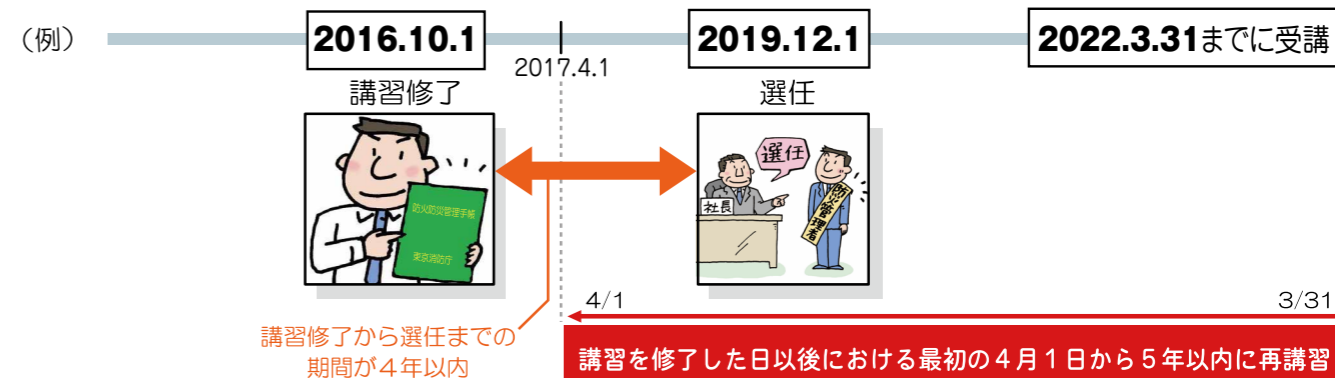 （例）
2016.10.1
2019.12.1
2022.3.31までに受講
2017.4.1
講習修了
選任
選任
社長
防火管理者
防火防災管理手帳
東京消防庁
4/1
3/31
講習修了から選任までの
期間が４年以内
講習を修了した日以後における最初の４月１日から５年以内に再講習